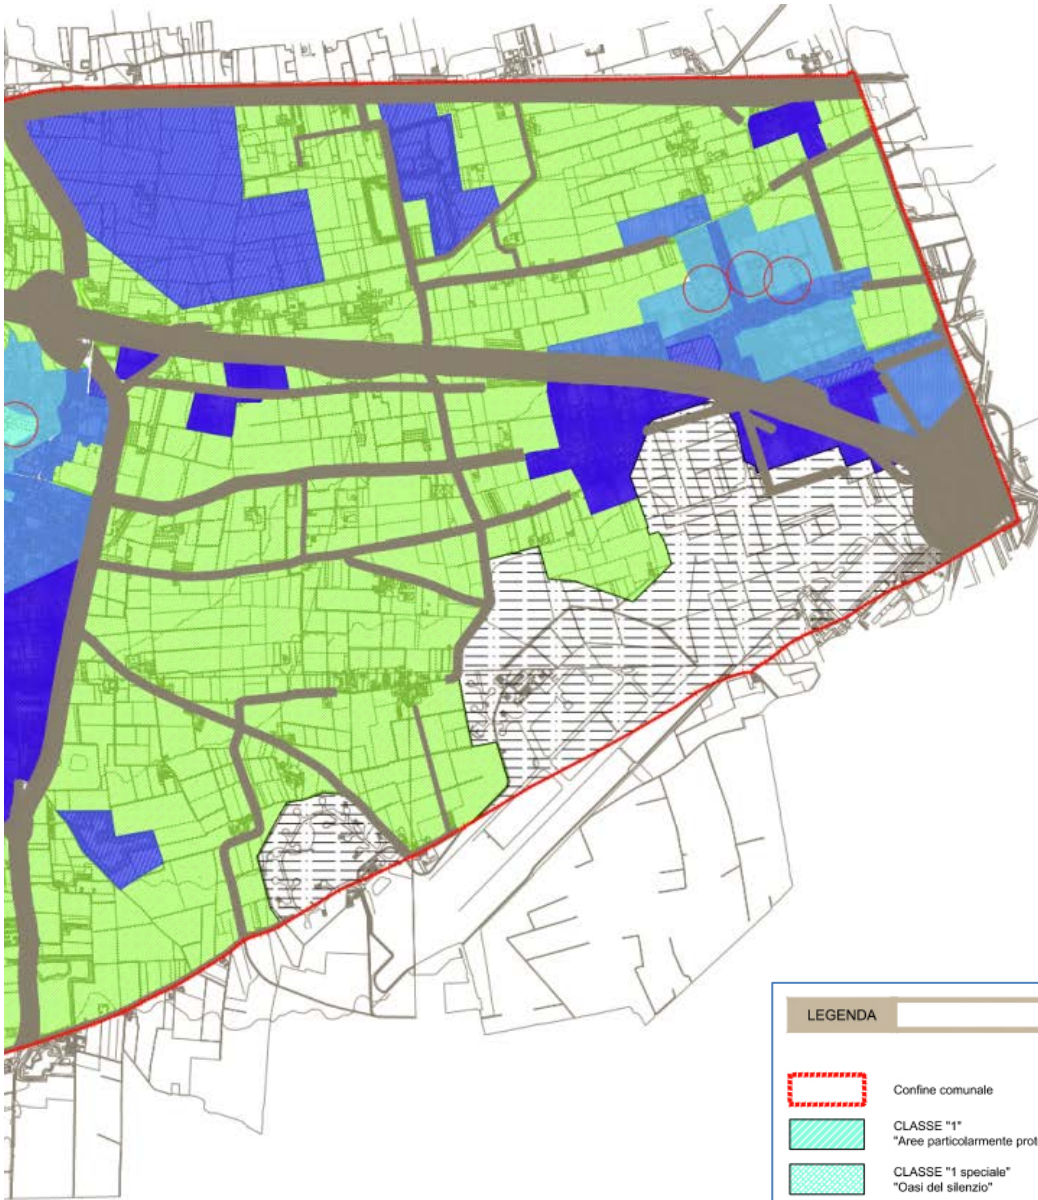 LEGENDA
Confine comunale
CLASSE "1"
"Aree particolarmente prot
CLASSE "1 speciale"
"Oasi del silenzio"